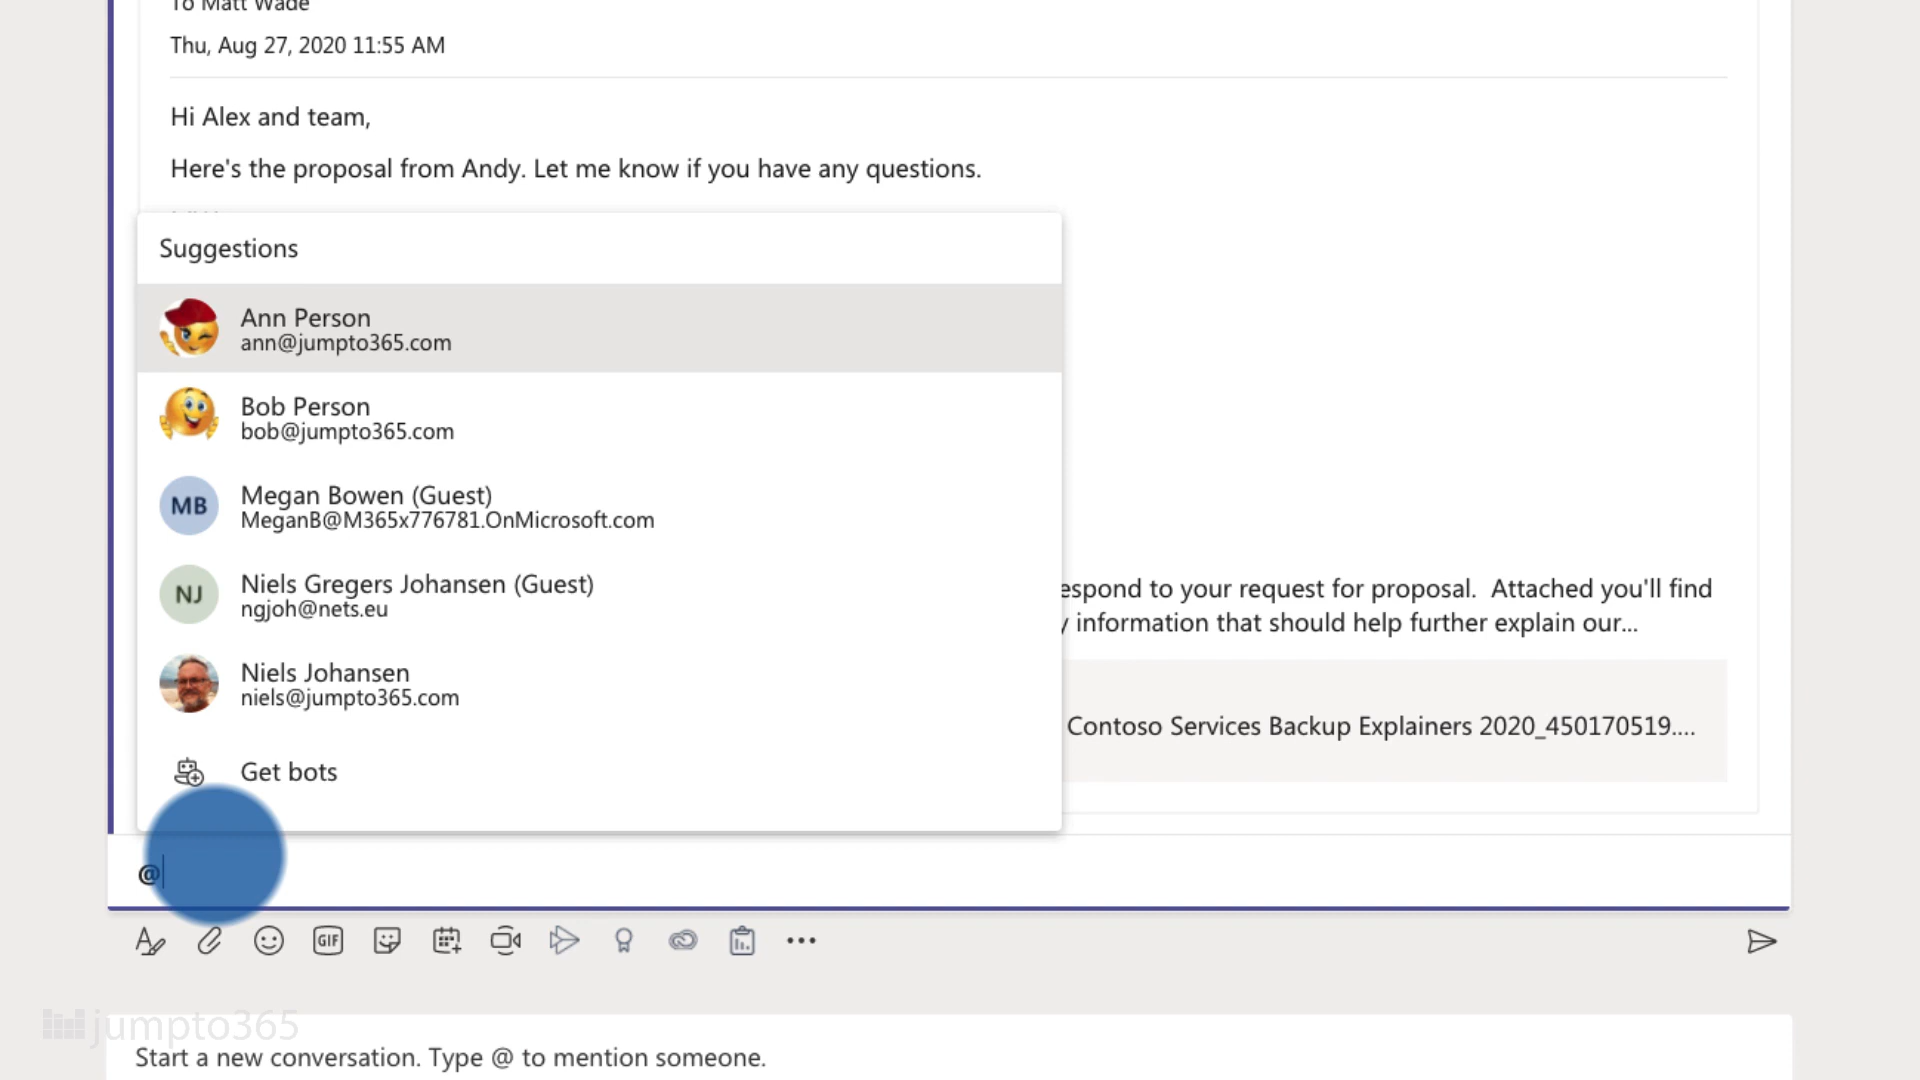 To Matt Wade
Thu, Aug 27, 2020 11:55 AM
Hi Alex and team,
Here's the proposal from Andy. Let me know if you have any questions.
Suggestions
Ann Person
ann@jumpto365.com
Bob Person
bob@jumpto365.com
MB
Megan Bowen (Guest)
MeganB@M365x776781.OnMicrosoft.com
NJ
Niels Gregers Johansen (Guest)
ngjoh@nets.eu
espond to your request for proposal. Attached you'll find
information that should help further explain our...
Niels Johansen
niels@jumpto365.com
Contoso Services Backup Explainers 2020_450170519....
Get bots
@
GIF
jumpto365
Start a new conversation. Type @ to mention someone.